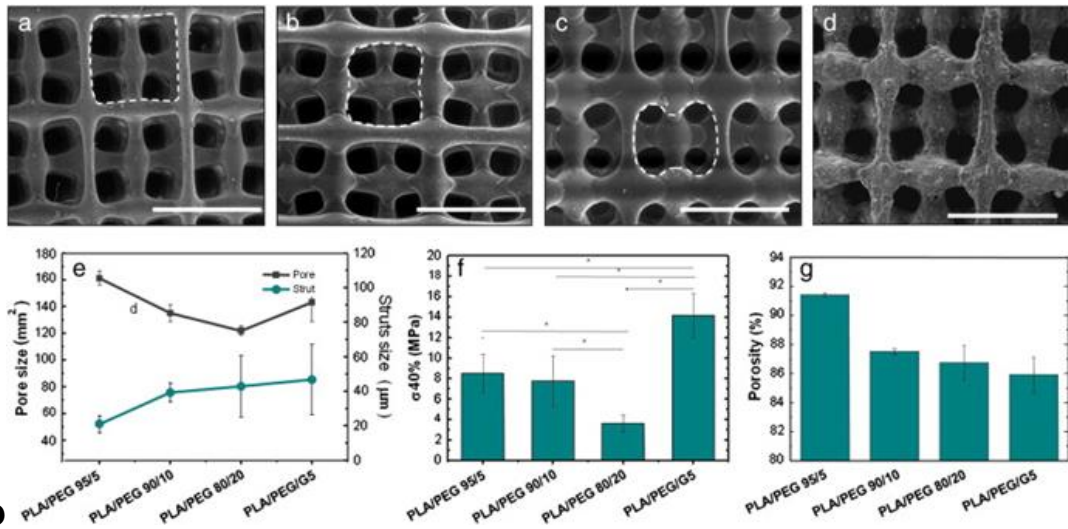 a
b
c
d
e
180
160
140
120
100
80
60
40
Pore size (mm²)
d
Pore
Strut
120
100
80
60
40
20
0
Struts size (µm)
PLA/PEG 95/5
PLA/PEG 90/10
PLA/PEG 80/20
PLA/PEG/G5
f
20
18
16
14
12
10
8
6
4
2
0
σ40% (MPa)
*
*
*
*
*
PLA/PEG 95/5
PLA/PEG 90/10
PLA/PEG 80/20
PLA/PEG/G5
g
94
92
90
88
86
84
82
80
Porosity (%)
PLA/PEG 95/5
PLA/PEG 90/10
PLA/PEG 80/20
PLA/PEG/G5